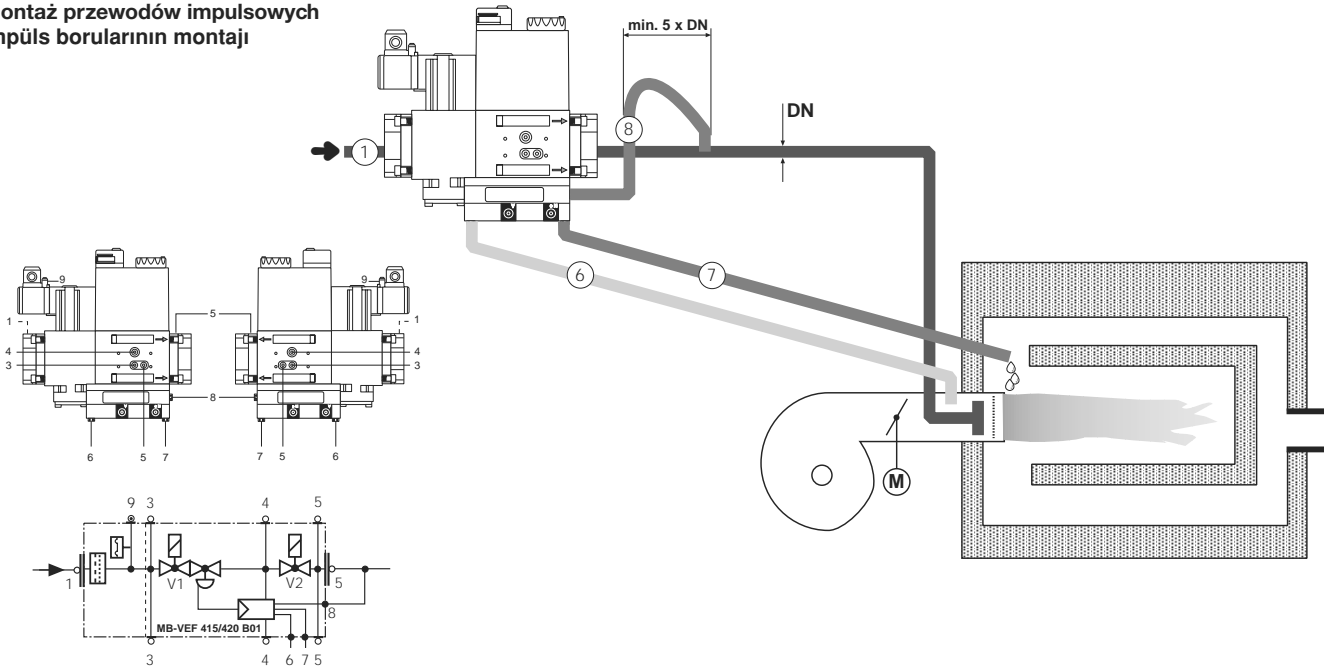 ontaż przewodów impulsowych
npüls borularının montajı
min. 5 x DN
DN
1
8
6
7
M
9 9
1 5 1
4 4
3 3
8
6 5 7 7 5 6
9 3 4 5
1 V1 V2 5
8
MB-VEF 415/420 B01
3 4 6 7 5